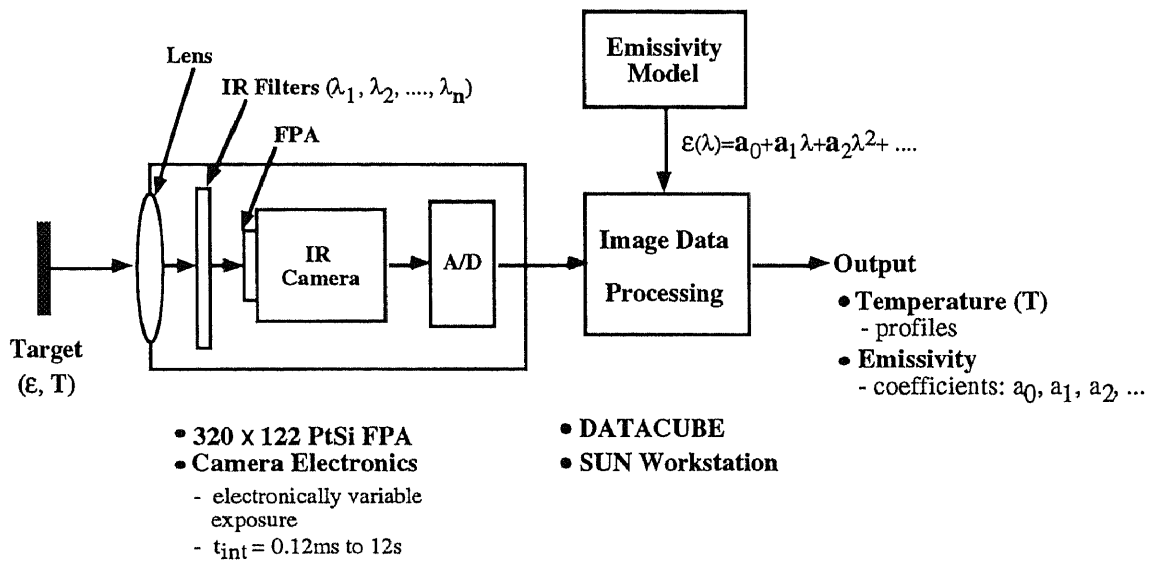 Lens
IR Filters (λ1, λ2, ...., λn)
FPA
Emissivity
Model
ε(λ)=a0+a1λ+a2λ2+ ....
IR
Camera
A/D
Image Data
Processing
Target
(ε, T)
Output
● Temperature (T)
- profiles
● Emissivity
- coefficients: a0, a1, a2, ...
● 320 x 122 PtSi FPA
● Camera Electronics
- electronically variable
exposure
- tint = 0.12ms to 12s
● DATACUBE
● SUN Workstation